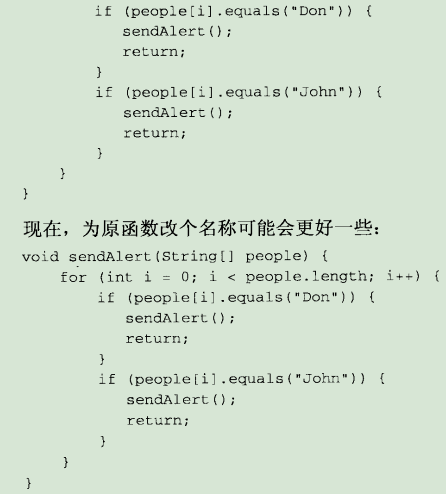 if (people[i].equals("Don")) {
sendAlert();
return;
}
if (people[i].equals("John")) {
sendAlert();
return;
}
}
}
现在，为原函数改个名称可能会更好一些：
void sendAlert(String[] people) {
for (int i = 0; i < people.length; i++) {
if (people[i].equals("Don")) {
sendAlert();
return;
}
if (people[i].equals("John")) {
sendAlert();
return;
}
}
}